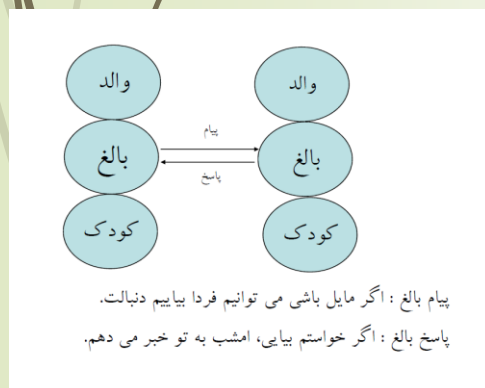 والد
والد
پیام
بالغ
بالغ
پاسخ
کودک
کودک
پیام بالغ : اگر مایل باشی می توانیم فردا بیاییم دنبالت.
پاسخ بالغ : اگر خواستم بیایی، امشب به تو خبر می دهم.